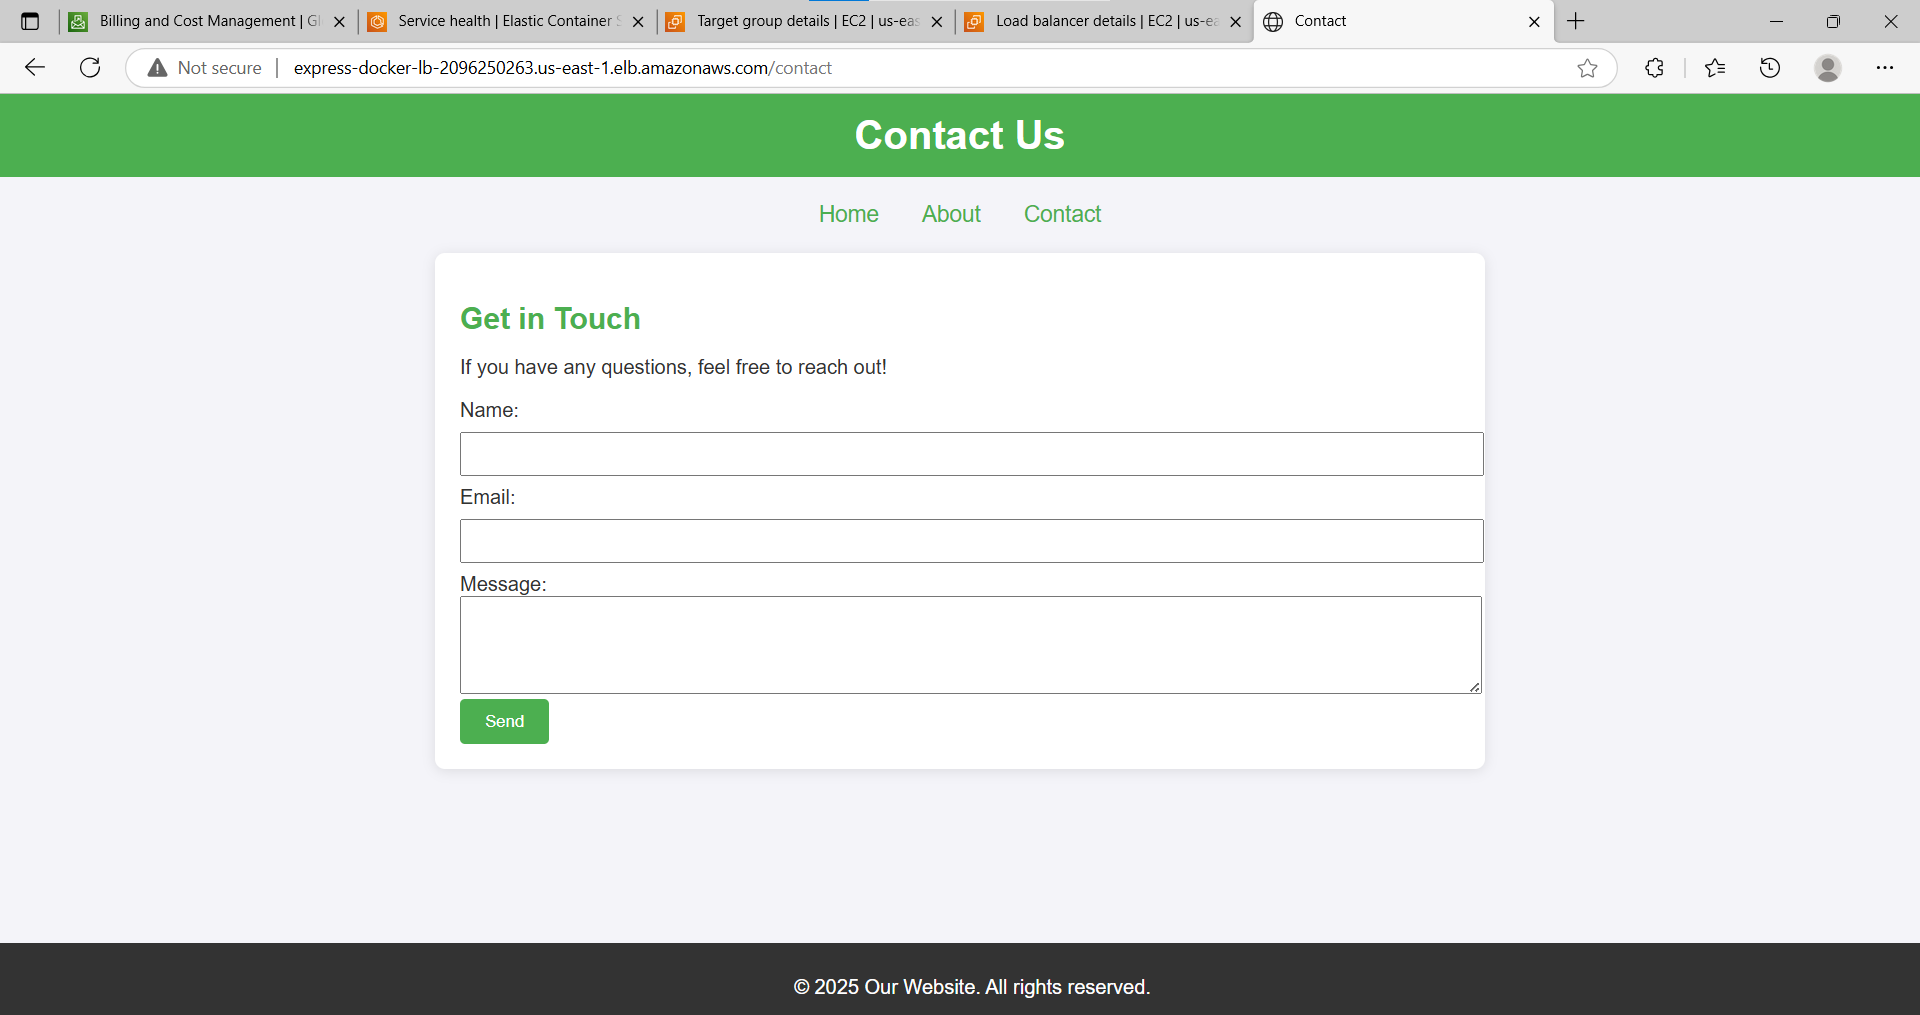 Billing and Cost Management | Gl
Service health | Elastic Container S
Target group details | EC2 | us-eas
Load balancer details | EC2 | us-ea
Contact
Not secure
express-docker-lb-2096250263.us-east-1.elb.amazonaws.com/contact
Contact Us
Home About Contact
Get in Touch
If you have any questions, feel free to reach out!
Name:
Email:
Message:
Send
© 2025 Our Website. All rights reserved.